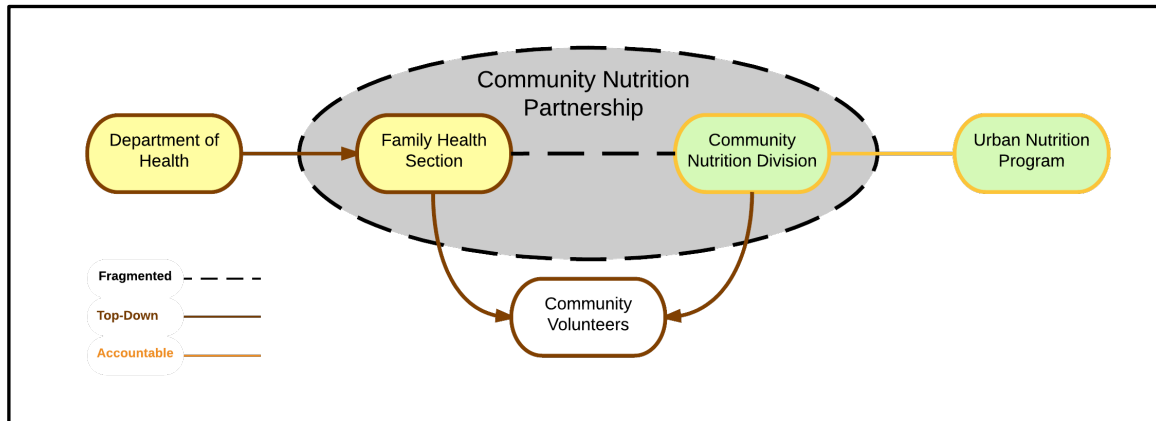 Community Nutrition
Partnership
Department of
Health
Family Health
Section
Community
Nutrition Division
Urban Nutrition
Program
Community
Volunteers
Fragmented
Top-Down
Accountable